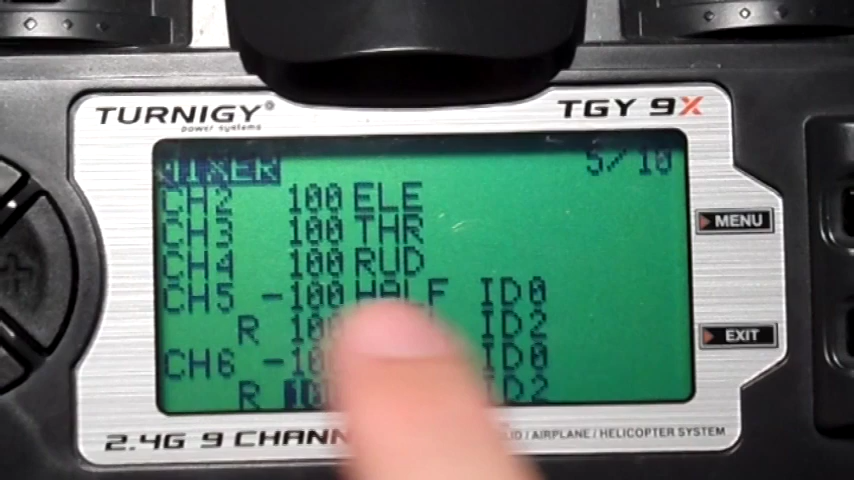 TURNIGY®
power systems
TGY 9X
MIXER 5/10
CH2 100 ELE
CH3 100 THR
CH4 100 RUD
CH5 -100 HALF ID0
R 100 ID2
CH6 ID0
R ID2
MENU
EXIT
2.4G 9 / AIRPLANE / HELICOPTER SYSTEM